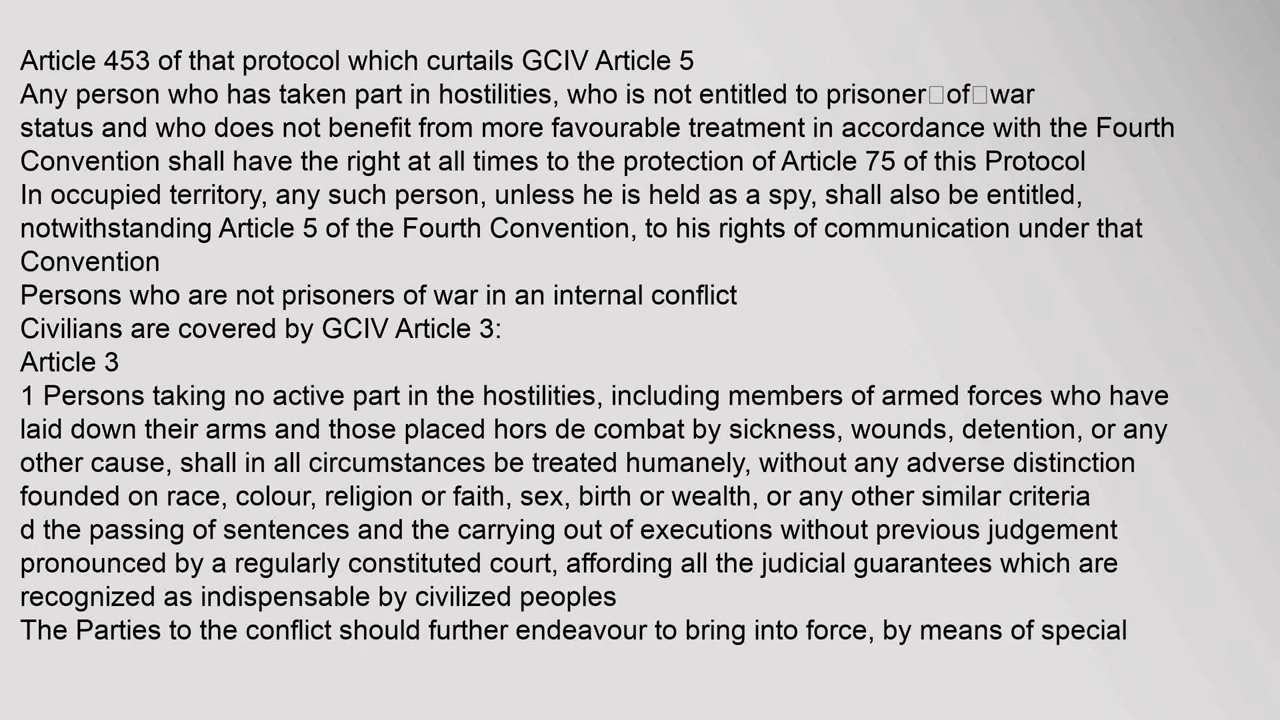 Article 453 of that protocol which curtails GCIV Article 5
Any person who has taken part in hostilities, who is not entitled to prisoner□of□war
status and who does not benefit from more favourable treatment in accordance with the Fourth
Convention shall have the right at all times to the protection of Article 75 of this Protocol
In occupied territory, any such person, unless he is held as a spy, shall also be entitled,
notwithstanding Article 5 of the Fourth Convention, to his rights of communication under that
Convention
Persons who are not prisoners of war in an internal conflict
Civilians are covered by GCIV Article 3:
Article 3
1 Persons taking no active part in the hostilities, including members of armed forces who have
laid down their arms and those placed hors de combat by sickness, wounds, detention, or any
other cause, shall in all circumstances be treated humanely, without any adverse distinction
founded on race, colour, religion or faith, sex, birth or wealth, or any other similar criteria
d the passing of sentences and the carrying out of executions without previous judgement
pronounced by a regularly constituted court, affording all the judicial guarantees which are
recognized as indispensable by civilized peoples
The Parties to the conflict should further endeavour to bring into force, by means of special